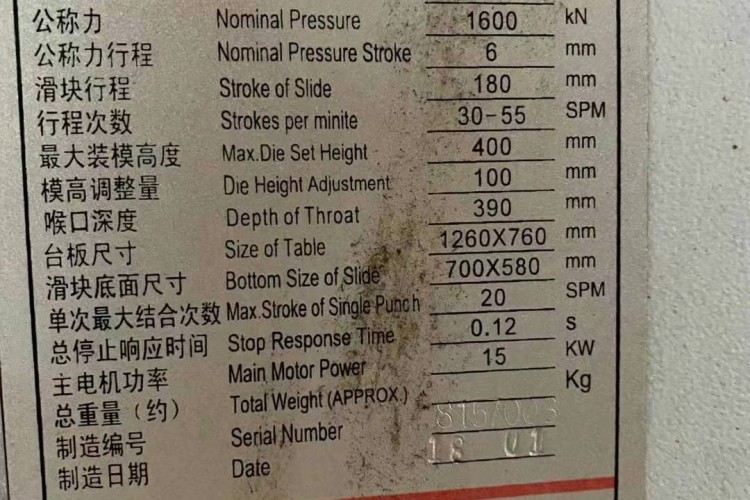 公称力 Nominal Pressure 1600 kN
公称力行程 Nominal Pressure Stroke 6 mm
滑块行程 Stroke of Slide 180 mm
行程次数 Strokes per minite 30-55 SPM
最大装模高度 Max.Die Set Height 400 mm
模高调整量 Die Height Adjustment 100 mm
喉口深度 Depth of Throat 390 mm
台板尺寸 Size of Table 1260X760 mm
滑块底面尺寸 Bottom Size of Slide 700X580 mm
单次最大结合次数 Max.Stroke of Single Punch 20 SPM
总停止响应时间 Stop Response Time 0.12 s
主电机功率 Main Motor Power 15 KW
总重量（约） Total Weight (APPROX.) Kg
制造编号 Serial Number
制造日期 Date 18 01